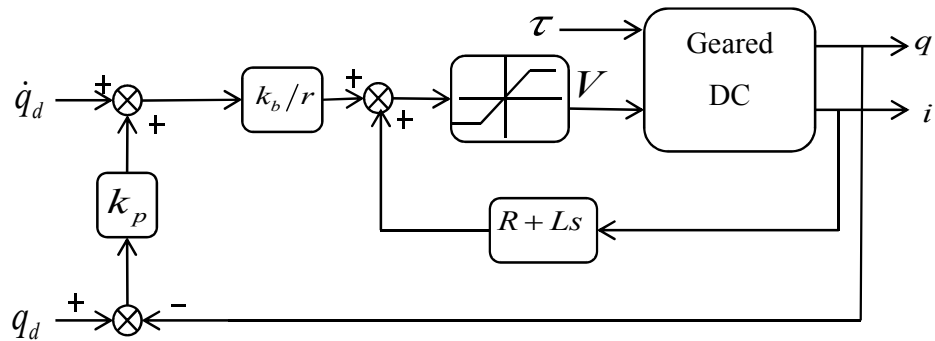 τ
Geared
DC
q
q̇_d
+
+
k_b/r
+
+
V
i
k_p
R + Ls
q_d
+
−